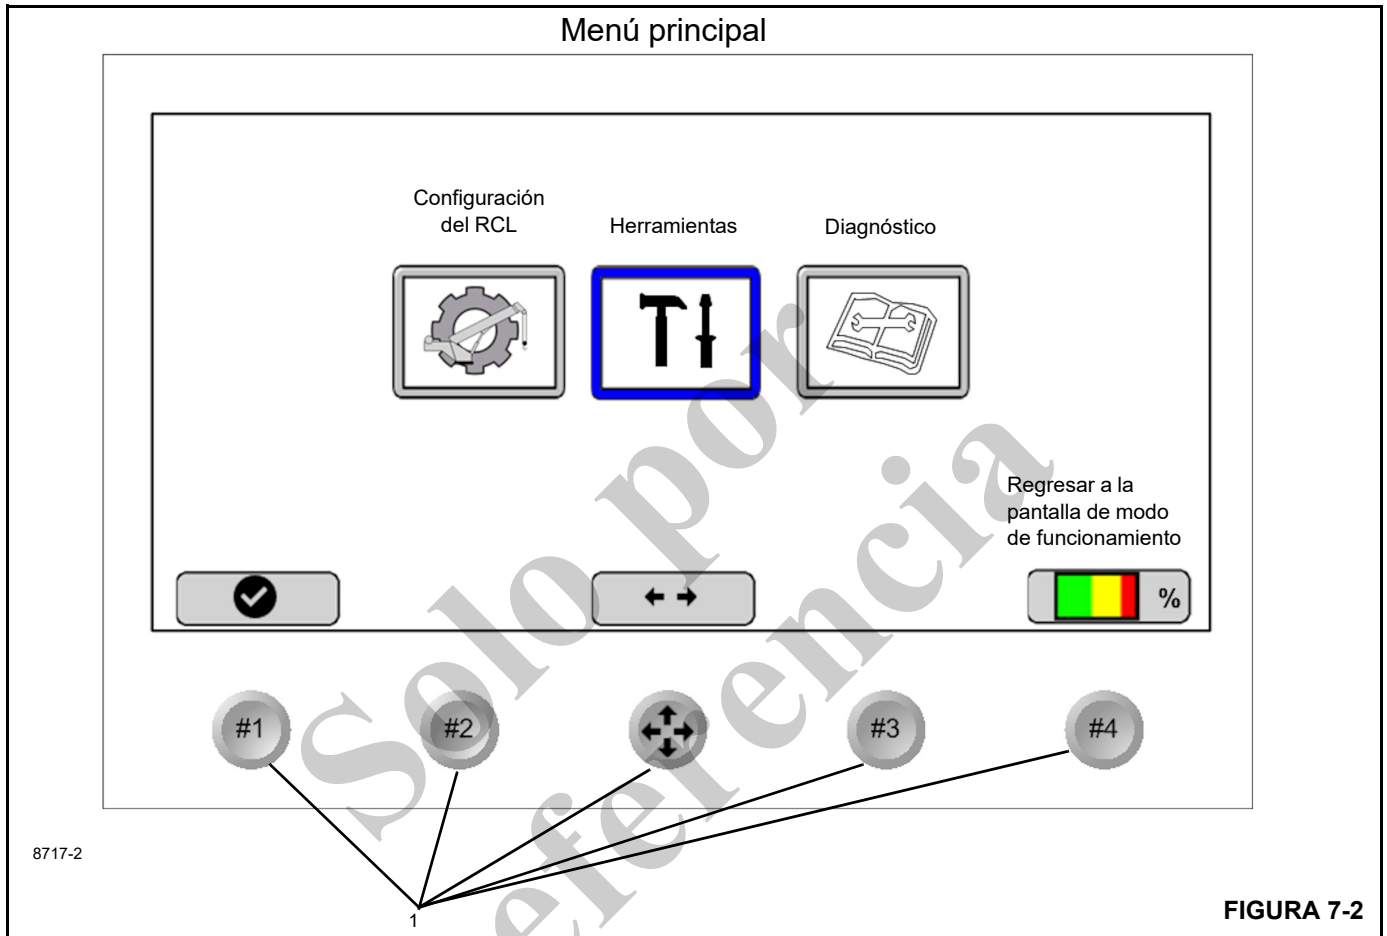 Menú principal
Configuración
del RCL
Herramientas
Diagnóstico
Regresar a la
pantalla de modo
de funcionamiento
%
#1
#2
#3
#4
8717-2
1
FIGURA 7-2
Solo por
referencia